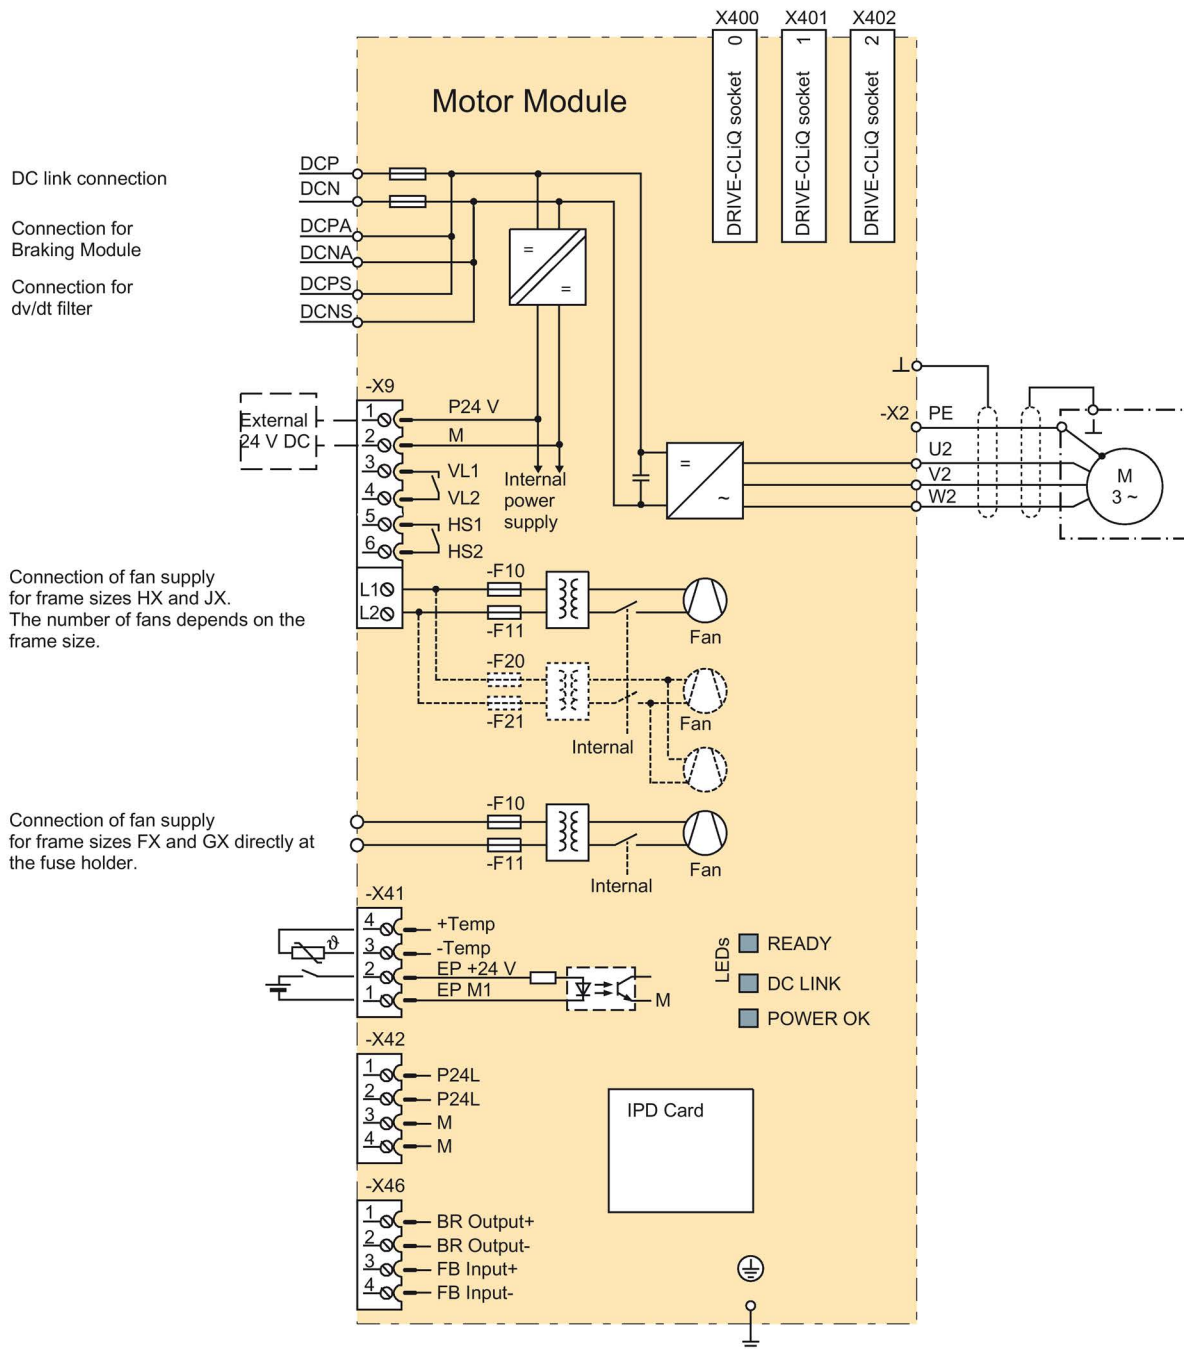 X400
X401
X402
DRIVE-CLiQ socket 0
DRIVE-CLiQ socket 1
DRIVE-CLiQ socket 2
Motor Module
DC link connection
DCP
DCN
Connection for
Braking Module
DCPA
DCNA
Connection for
dv/dt filter
DCPS
DCNS
=
=
-X9
External
24 V DC
1
P24 V
2
M
3
VL1
4
VL2
5
HS1
6
HS2
Internal
power
supply
=
~
-X2
PE
U2
V2
W2
M
3 ~
Connection of fan supply
for frame sizes HX and JX.
The number of fans depends on the
frame size.
L1
L2
-F10
-F11
Fan
-F20
-F21
Fan
Internal
Connection of fan supply
for frame sizes FX and GX directly at
the fuse holder.
-F10
-F11
Fan
Internal
-X41
4
+Temp
3
-Temp
2
EP +24 V
1
EP M1
ϑ
M
LEDs
READY
DC LINK
POWER OK
-X42
1
P24L
2
P24L
3
M
4
M
IPD Card
-X46
1
BR Output+
2
BR Output-
3
FB Input+
4
FB Input-